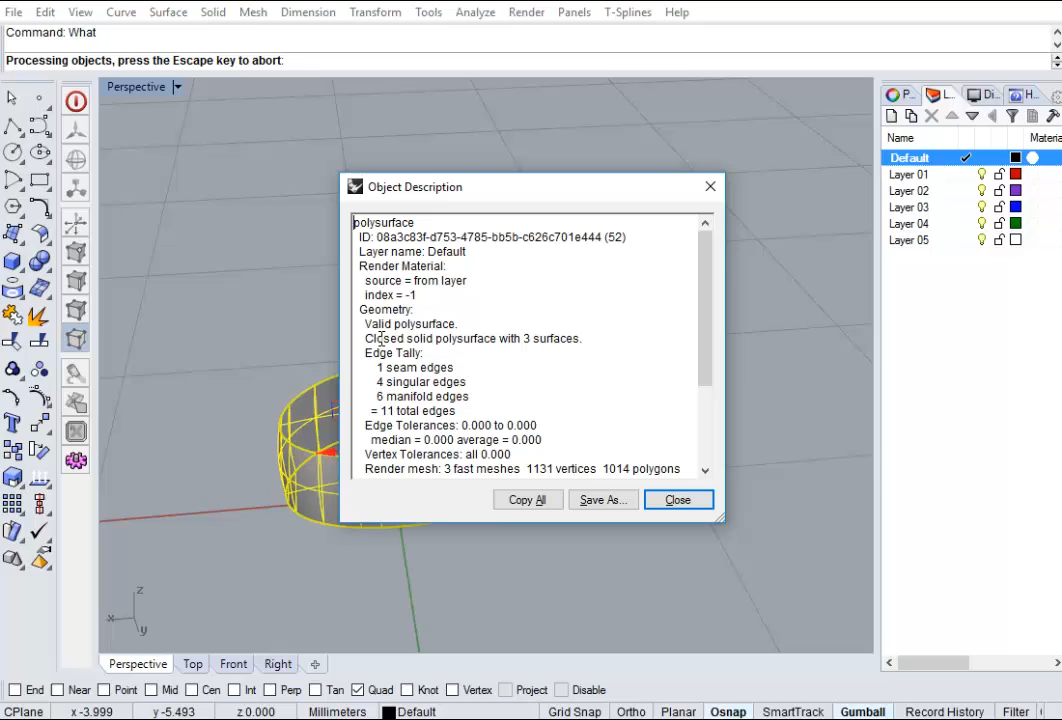 File Edit View Curve Surface Solid Mesh Dimension Transform Tools Analyze Render Panels T-Splines Help
Command: What
Processing objects, press the Escape key to abort:
Perspective
P... L... Di... H...
Name Materia
Default
Layer 01
Layer 02
Layer 03
Layer 04
Layer 05
Object Description
polysurface
ID: 08a3c83f-d753-4785-bb5b-c626c701e444 (52)
Layer name: Default
Render Material:
source = from layer
index = -1
Geometry:
Valid polysurface.
Closed solid polysurface with 3 surfaces.
Edge Tally:
1 seam edges
4 singular edges
6 manifold edges
= 11 total edges
Edge Tolerances: 0.000 to 0.000
median = 0.000 average = 0.000
Vertex Tolerances: all 0.000
Render mesh: 3 fast meshes 1131 vertices 1014 polygons
Copy All Save As... Close
z
x
y
Perspective Top Front Right
End Near Point Mid Cen Int Perp Tan Quad Knot Vertex Project Disable
CPlane x -3.999 y -5.493 z 0.000 Millimeters Default Grid Snap Ortho Planar Osnap SmartTrack Gumball Record History Filter